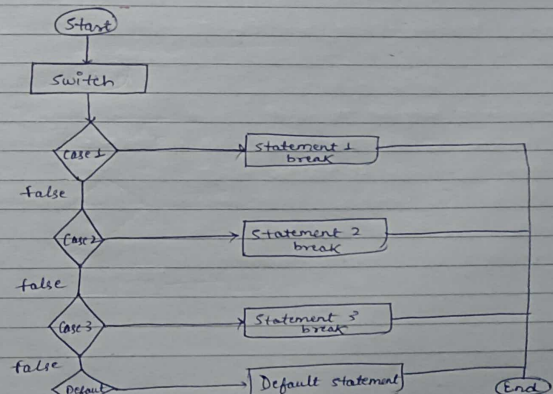 Start
Switch
Case 1
Statement 1
break
false
Case 2
Statement 2
break
false
Case 3
Statement 3
break
false
Defaut
Default statement
End